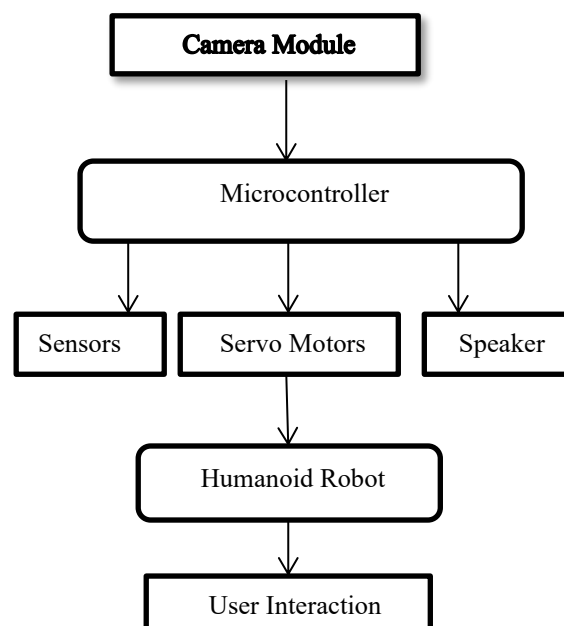 Camera Module
Microcontroller
Sensors
Servo Motors
Speaker
Humanoid Robot
User Interaction